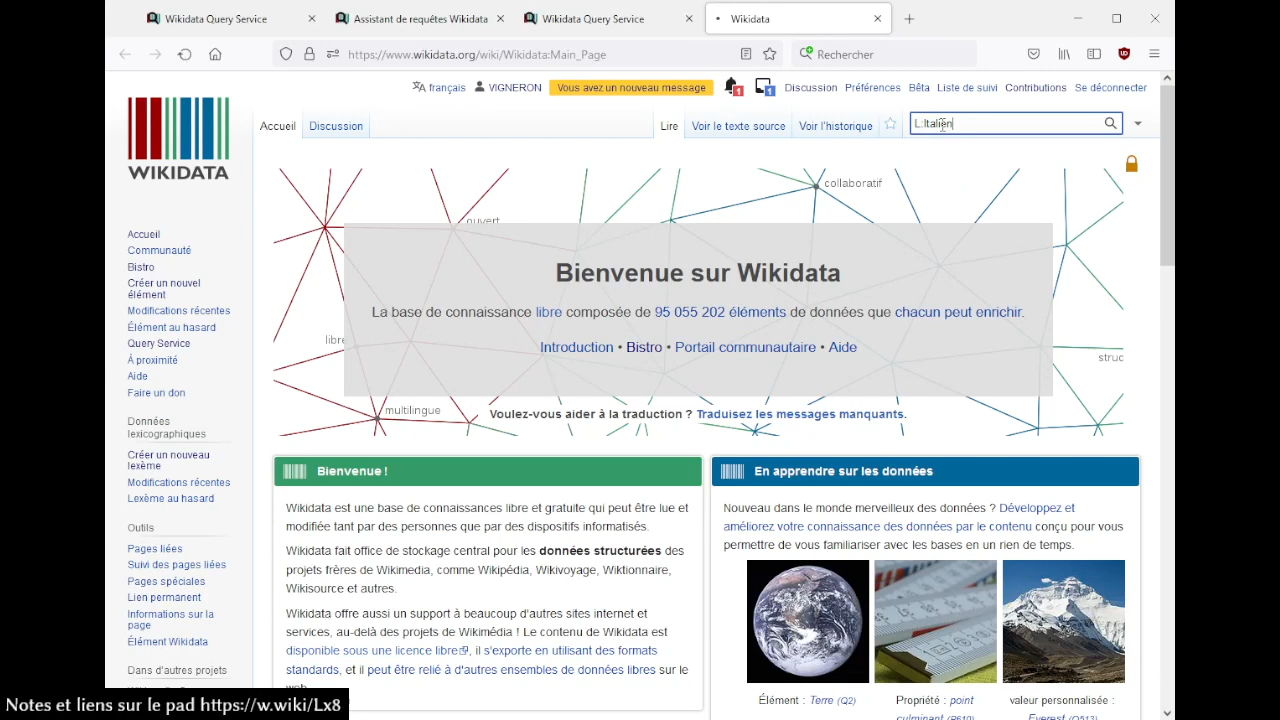 Wikidata Query Service
Assistant de requêtes Wikidata
Wikidata Query Service
Wikidata
https://www.wikidata.org/wiki/Wikidata:Main_Page
Rechercher
français
VIGNERON
Vous avez un nouveau message
1
1
Discussion
Préférences
Bêta
Liste de suivi
Contributions
Se déconnecter
Accueil
Discussion
Lire
Voir le texte source
Voir l'historique
L:Italien
WIKIDATA
collaboratif
ouvert
Bienvenue sur Wikidata
La base de connaissance libre composée de 95 055 202 éléments de données que chacun peut enrichir.
Introduction • Bistro • Portail communautaire • Aide
libre
struc
multilingue
Voulez-vous aider à la traduction ? Traduisez les messages manquants.
Accueil
Communauté
Bistro
Créer un nouvel
élément
Modifications récentes
Élément au hasard
Query Service
À proximité
Aide
Faire un don
Données
lexicographiques
Créer un nouveau
lexème
Modifications récentes
Lexème au hasard
Outils
Pages liées
Suivi des pages liées
Pages spéciales
Lien permanent
Informations sur la
page
Élément Wikidata
Dans d'autres projets
Bienvenue !
Wikidata est une base de connaissances libre et gratuite qui peut être lue et
modifiée tant par des personnes que par des dispositifs informatisés.
Wikidata fait office de stockage central pour les données structurées des
projets frères de Wikimedia, comme Wikipédia, Wikivoyage, Wiktionnaire,
Wikisource et autres.
Wikidata offre aussi un support à beaucoup d'autres sites internet et
services, au-delà des projets de Wikimédia ! Le contenu de Wikidata est
disponible sous une licence libre, il s'exporte en utilisant des formats
standards, et il peut être relié à d'autres ensembles de données libres sur le
web.
En apprendre sur les données
Nouveau dans le monde merveilleux des données ? Développez et
améliorez votre connaissance des données par le contenu conçu pour vous
permettre de vous familiariser avec les bases en un rien de temps.
Élément : Terre (Q2)
Propriété : point
culminant (P610)
valeur personnalisée :
Everest (Q513)
Notes et liens sur le pad https://w.wiki/Lx8